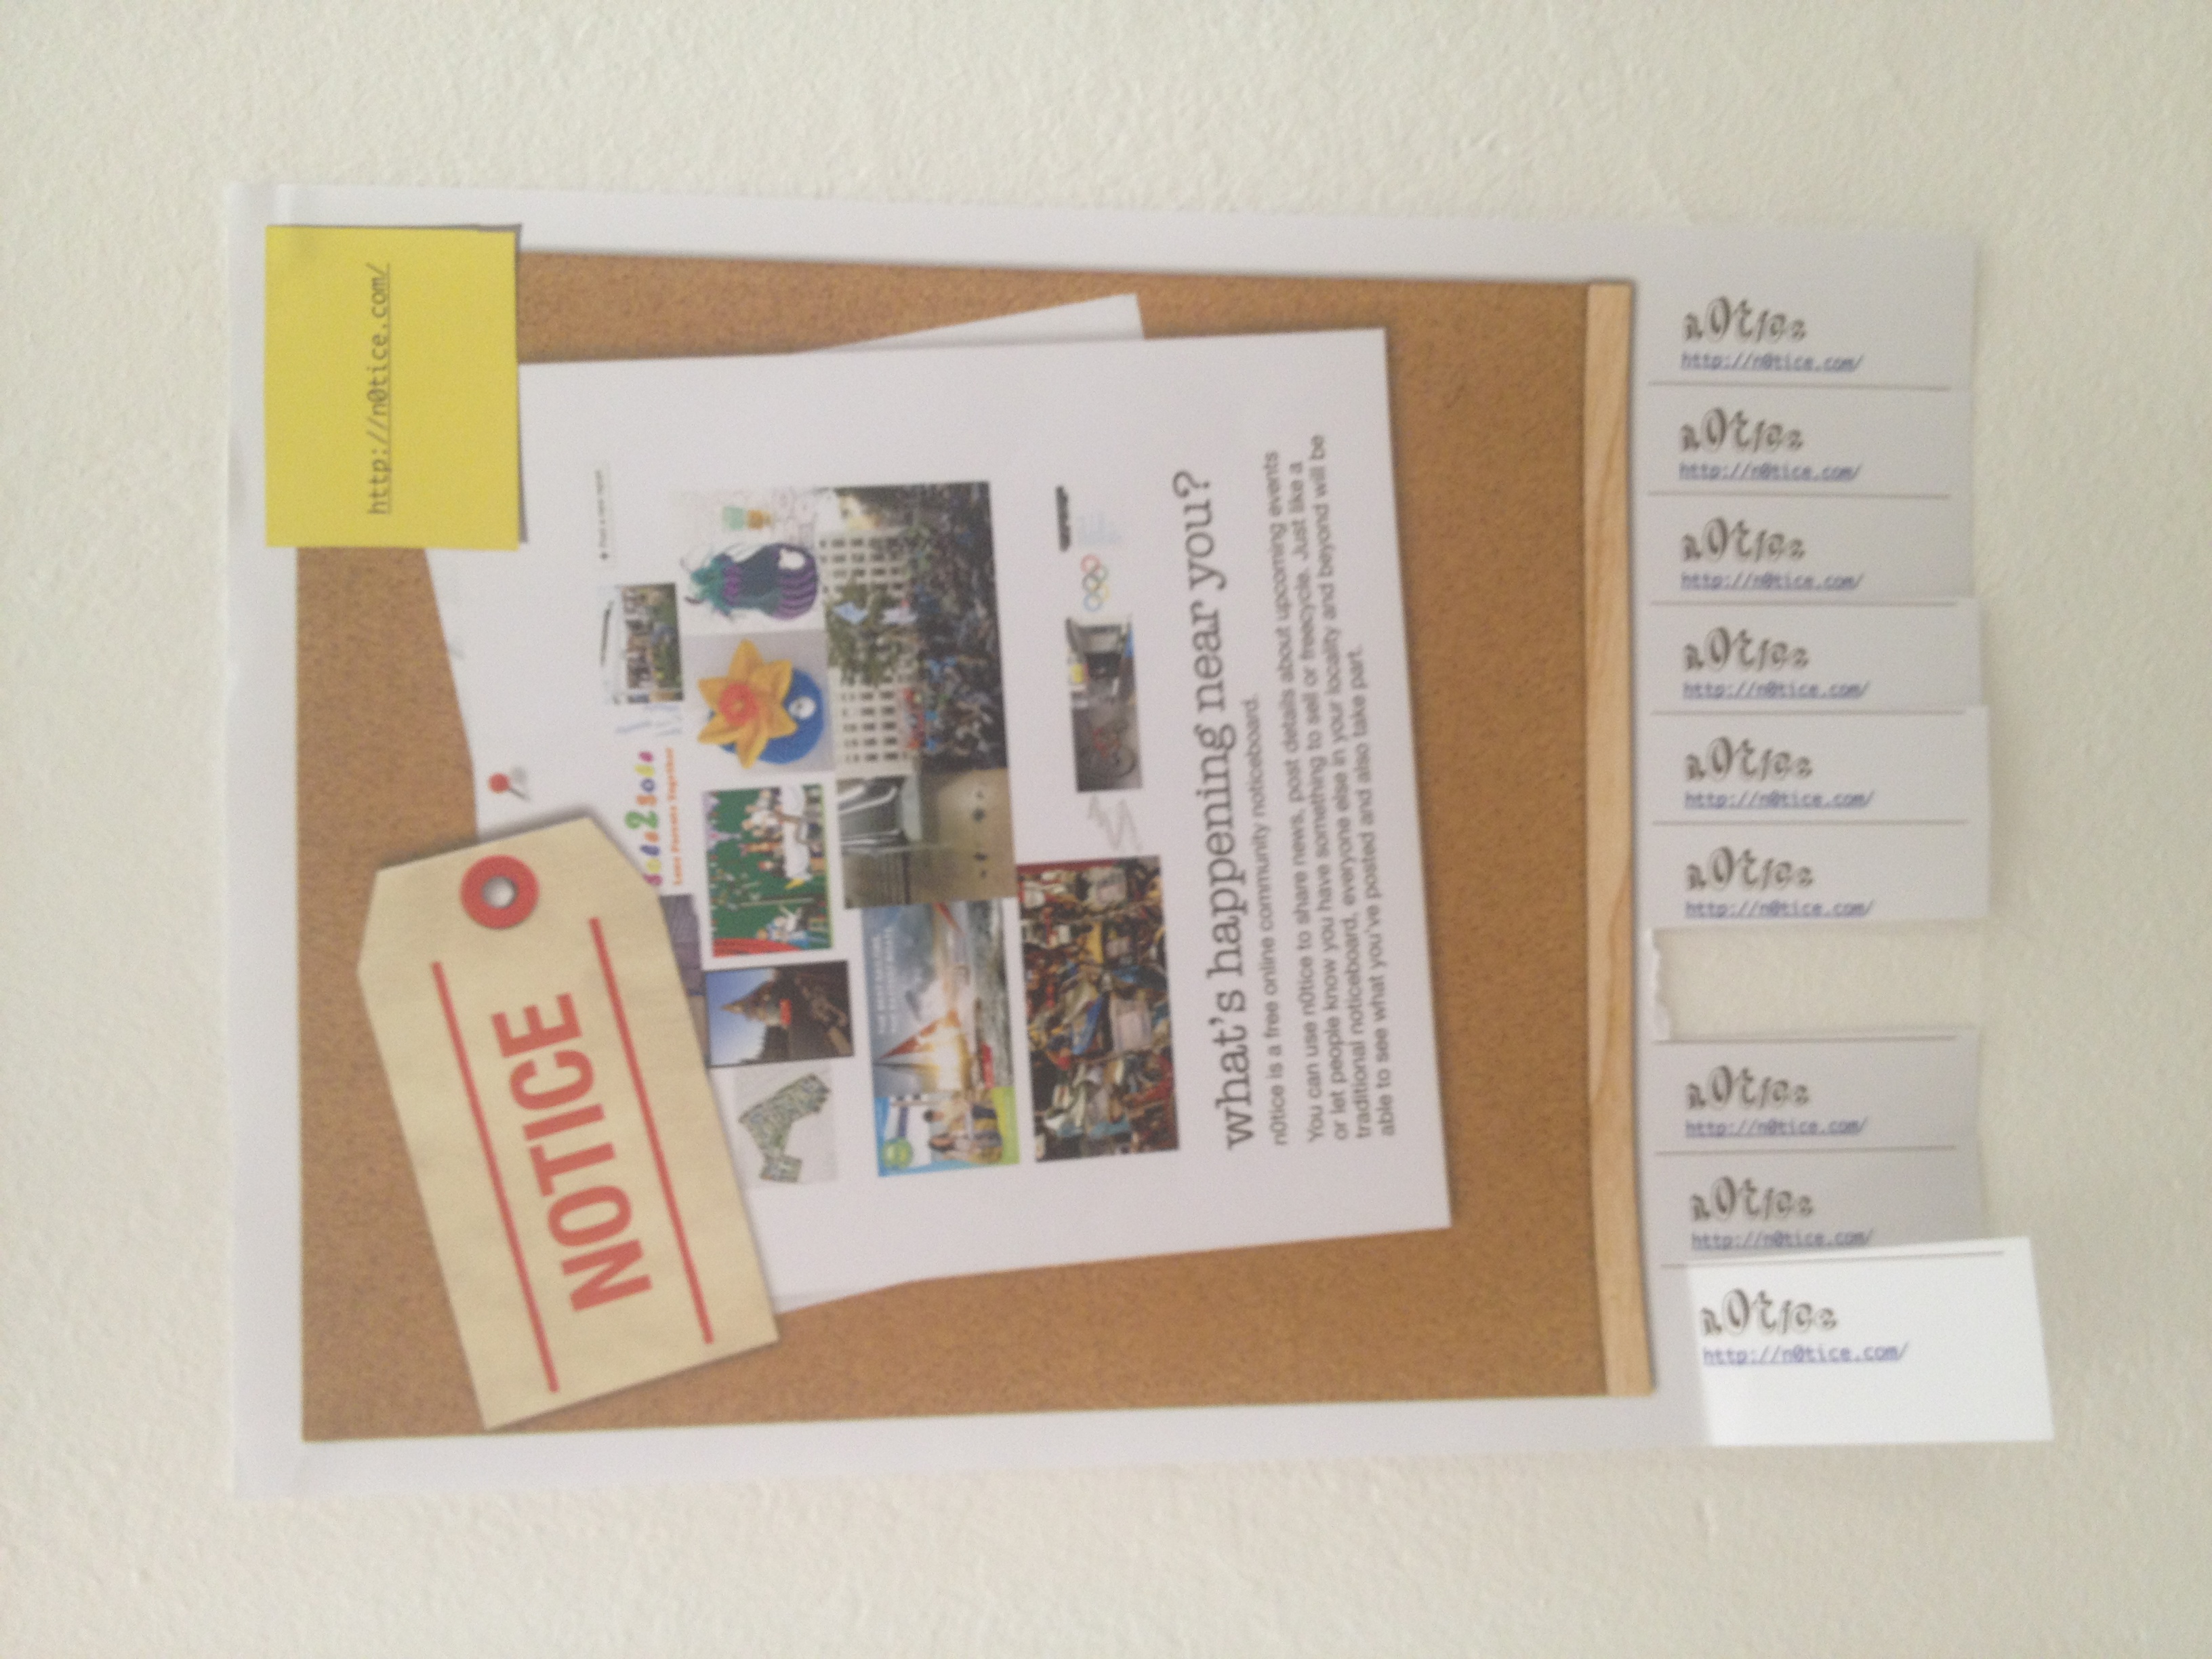 http://n0tice.com/
NOTICE
+ Post a new report
Lone Parents Together
THE BEST SAILORS,
THE FASTEST BOATS
what's happening near you?
n0tice is a free online community noticeboard.
You can use n0tice to share news, post details about upcoming events
or let people know you have something to sell or freecycle. Just like a
traditional noticeboard, everyone else in your locality and beyond will be
able to see what you've posted and also take part.
n0tice
http://n0tice.com/
n0tice
http://n0tice.com/
n0tice
http://n0tice.com/
n0tice
http://n0tice.com/
n0tice
http://n0tice.com/
n0tice
http://n0tice.com/
n0tice
http://n0tice.com/
n0tice
http://n0tice.com/
n0tice
http://n0tice.com/